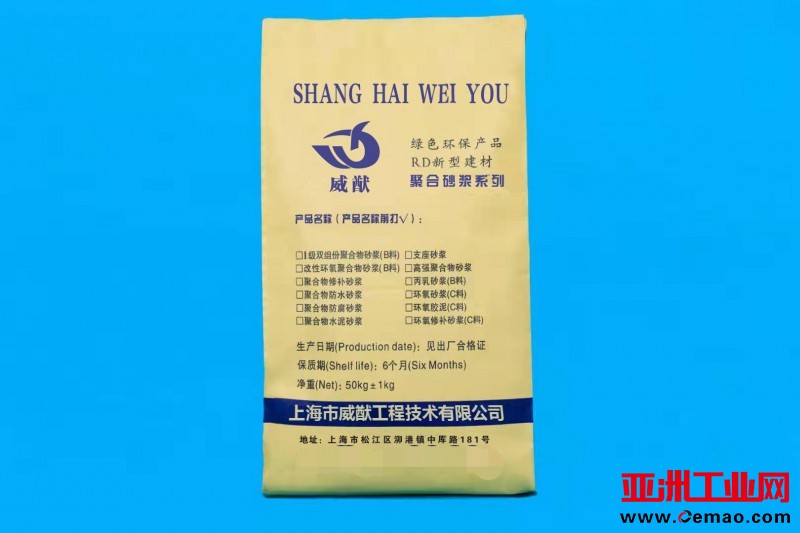 SHANG HAI WEI YOU
威猷
绿色环保产品
RD新型建材
聚合砂浆系列
产品名称（产品名称前打√）：
□I级双组份聚合物砂浆(B料) □支座砂浆
□改性环氧聚合物砂浆(B料) □高强聚合物砂浆
□聚合物修补砂浆 □丙乳砂浆(B料)
□聚合物防水砂浆 □环氧砂浆(C料)
□聚合物防腐砂浆 □环氧胶泥(C料)
□聚合物水泥砂浆 □环氧修补砂浆(C料)
生产日期(Production date)：见出厂合格证
保质期(Shelf life)：6个月(Six Months)
净重(Net)：50kg±1kg
上海市威猷工程技术有限公司
地址：上海市松江区泖港镇中厍路181号
亚洲工业网
www.Cemao.com